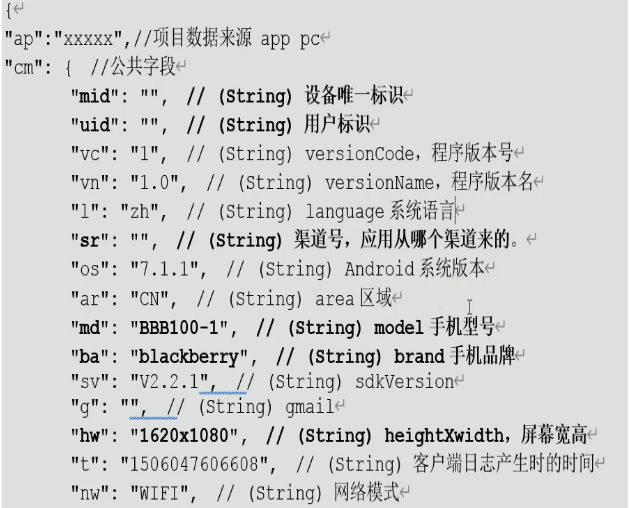 {
"ap":"xxxxx",//项目数据来源 app pc
"cm": { //公共字段
"mid": "", // (String) 设备唯一标识
"uid": "", // (String) 用户标识
"vc": "1", // (String) versionCode，程序版本号
"vn": "1.0", // (String) versionName，程序版本名
"l": "zh", // (String) language 系统语言
"sr": "", // (String) 渠道号，应用从哪个渠道来的。
"os": "7.1.1", // (String) Android 系统版本
"ar": "CN", // (String) area 区域
"md": "BBB100-1", // (String) model 手机型号
"ba": "blackberry", // (String) brand 手机品牌
"sv": "V2.2.1", // (String) sdkVersion
"g": "", // (String) gmail
"hw": "1620x1080", // (String) heightXwidth，屏幕宽高
"t": "1506047606608", // (String) 客户端日志产生时的时间
"nw": "WIFI", // (String) 网络模式